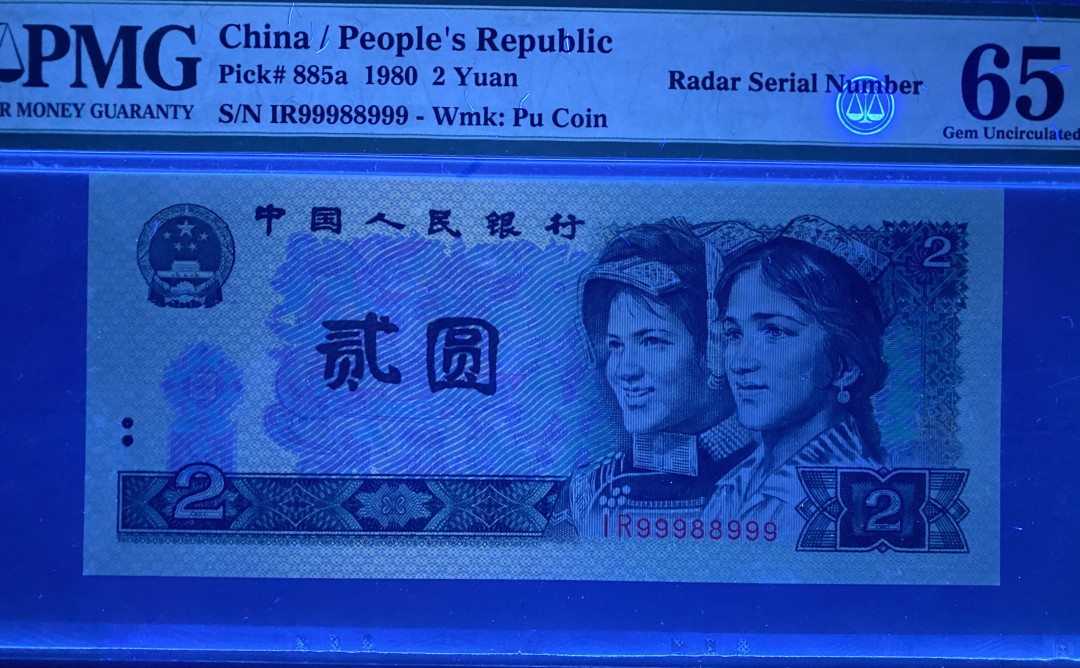 PMG
R MONEY GUARANTY
China / People's Republic
Pick# 885a 1980 2 Yuan
S/N IR99988999 - Wmk: Pu Coin
Radar Serial Number
65
Gem Uncirculated
中国人民银行
2
贰圆
2
2
IR99988999